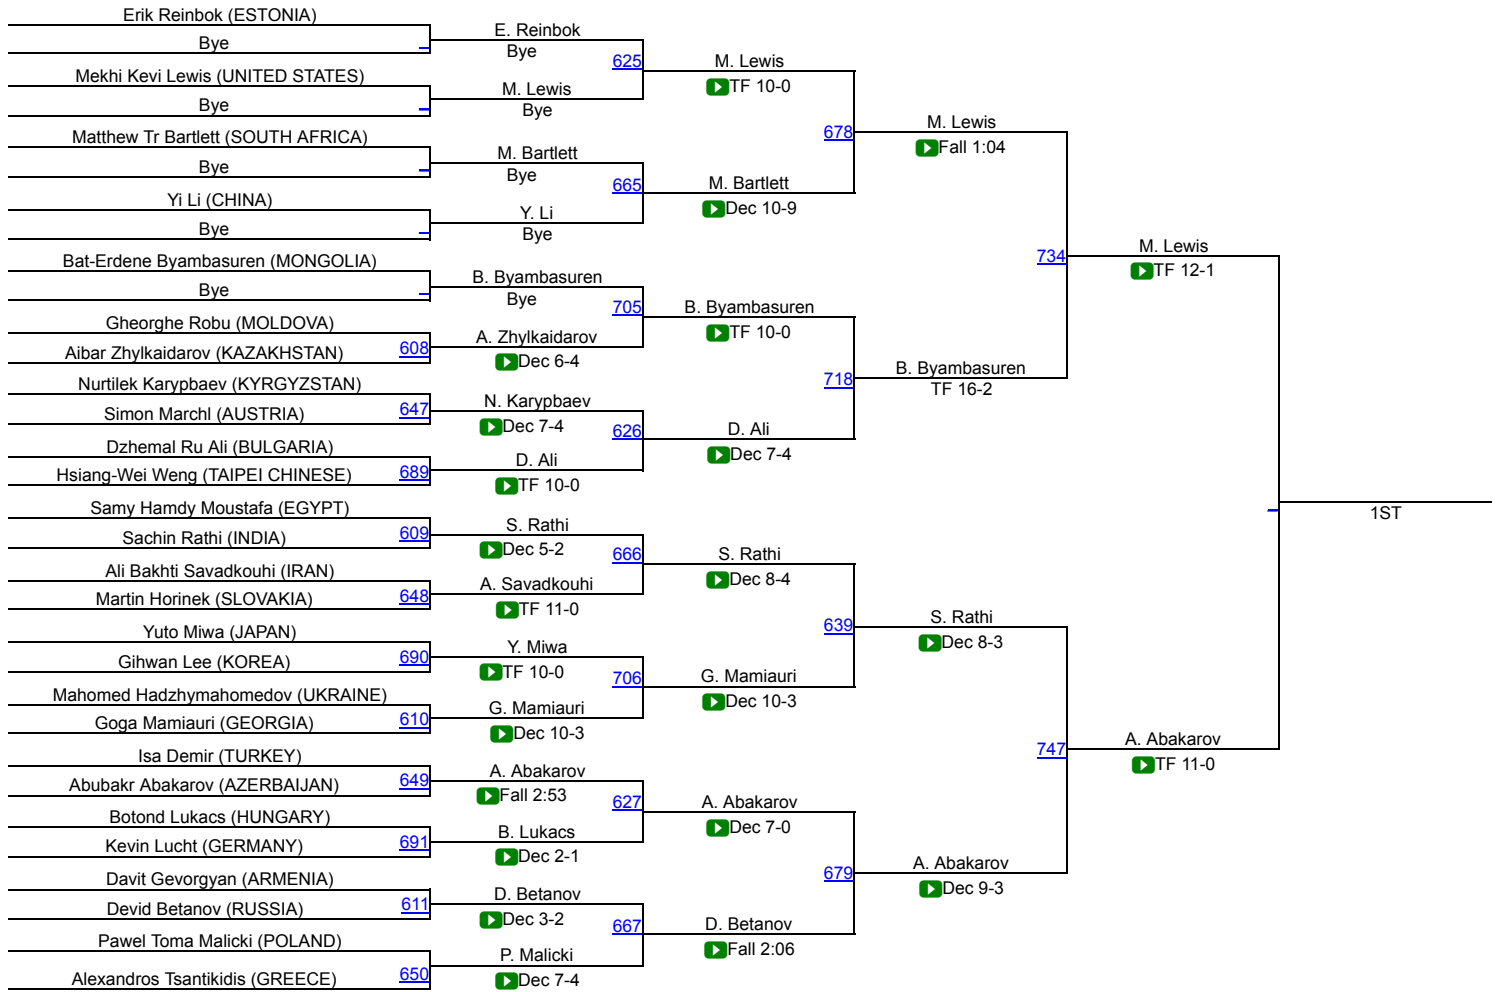 Erik Reinbok (ESTONIA)
Bye
Mekhi Kevi Lewis (UNITED STATES)
Bye
Matthew Tr Bartlett (SOUTH AFRICA)
Bye
Yi Li (CHINA)
Bye
Bat-Erdene Byambasuren (MONGOLIA)
Bye
Gheorghe Robu (MOLDOVA)
Aibar Zhylkaidarov (KAZAKHSTAN)
608
Nurtilek Karypbaev (KYRGYZSTAN)
Simon Marchl (AUSTRIA)
647
Dzhemal Ru Ali (BULGARIA)
Hsiang-Wei Weng (TAIPEI CHINESE)
689
Samy Hamdy Moustafa (EGYPT)
Sachin Rathi (INDIA)
609
Ali Bakhti Savadkouhi (IRAN)
Martin Horinek (SLOVAKIA)
648
Yuto Miwa (JAPAN)
Gihwan Lee (KOREA)
690
Mahomed Hadzhymahomedov (UKRAINE)
Goga Mamiauri (GEORGIA)
610
Isa Demir (TURKEY)
Abubakr Abakarov (AZERBAIJAN)
649
Botond Lukacs (HUNGARY)
Kevin Lucht (GERMANY)
691
Davit Gevorgyan (ARMENIA)
Devid Betanov (RUSSIA)
611
Pawel Toma Malicki (POLAND)
Alexandros Tsantikidis (GREECE)
650
E. Reinbok
Bye
625
M. Lewis
Bye
M. Bartlett
Bye
665
Y. Li
Bye
B. Byambasuren
Bye
705
A. Zhylkaidarov
Dec 6-4
N. Karypbaev
Dec 7-4
626
D. Ali
TF 10-0
S. Rathi
Dec 5-2
666
A. Savadkouhi
TF 11-0
Y. Miwa
TF 10-0
706
G. Mamiauri
Dec 10-3
A. Abakarov
Fall 2:53
627
B. Lukacs
Dec 2-1
D. Betanov
Dec 3-2
667
P. Malicki
Dec 7-4
M. Lewis
TF 10-0
678
M. Bartlett
Dec 10-9
B. Byambasuren
TF 10-0
718
D. Ali
Dec 7-4
S. Rathi
Dec 8-4
639
G. Mamiauri
Dec 10-3
A. Abakarov
Dec 7-0
679
D. Betanov
Fall 2:06
M. Lewis
Fall 1:04
734
B. Byambasuren
TF 16-2
S. Rathi
Dec 8-3
747
A. Abakarov
Dec 9-3
M. Lewis
TF 12-1
A. Abakarov
TF 11-0
1ST